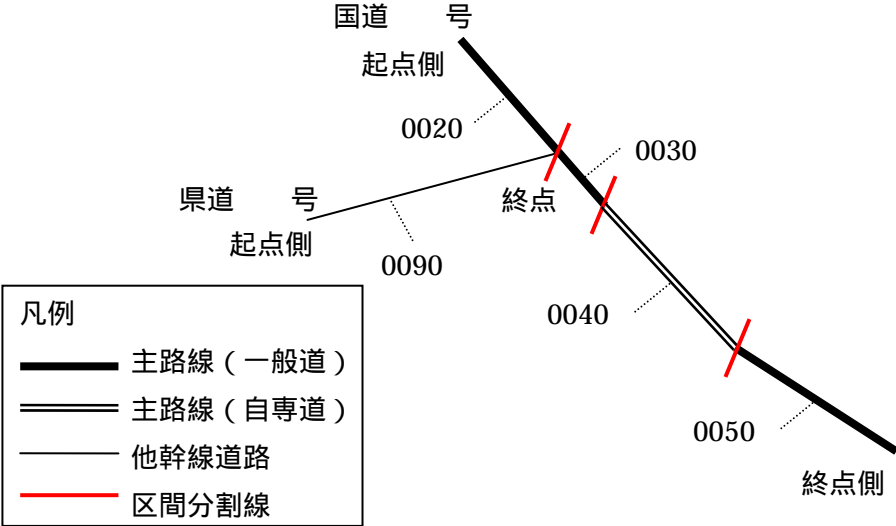 国道　　号
起点側
0020
0030
県道　　号
終点
起点側
0090
0040
凡例
主路線（一般道）
主路線（自専道）
他幹線道路
区間分割線
0050
終点側